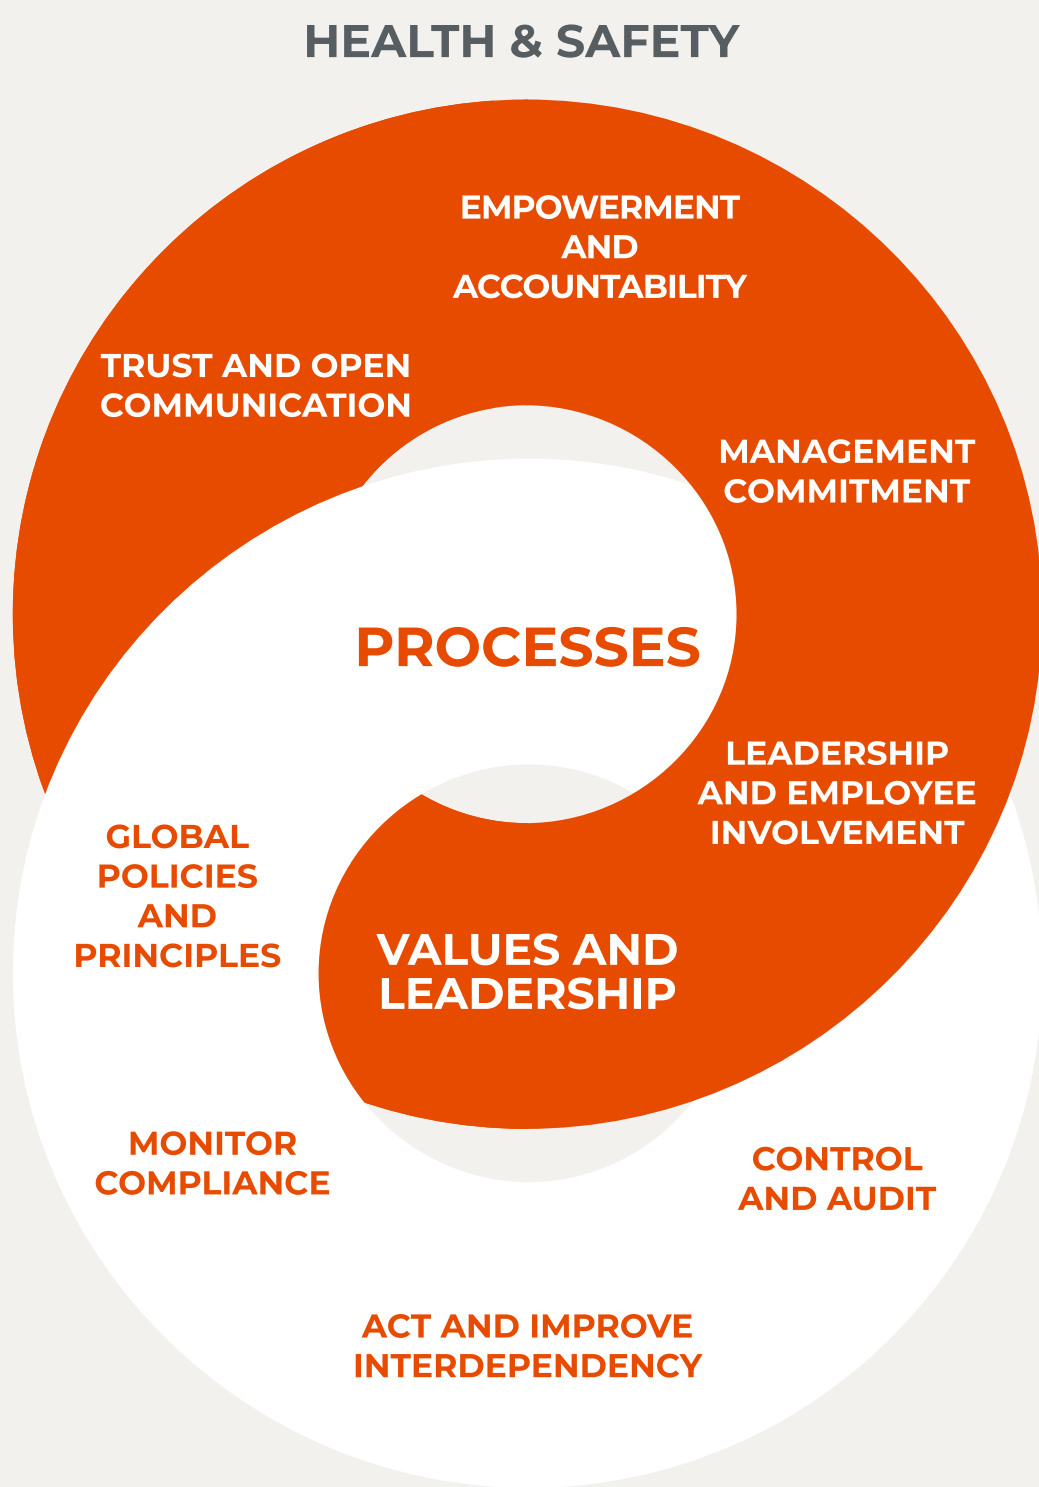 HEALTH & SAFETY
EMPOWERMENT
AND
ACCOUNTABILITY
TRUST AND OPEN
COMMUNICATION
MANAGEMENT
COMMITMENT
PROCESSES
LEADERSHIP
AND EMPLOYEE
INVOLVEMENT
GLOBAL
POLICIES
AND
PRINCIPLES
VALUES AND
LEADERSHIP
MONITOR
COMPLIANCE
CONTROL
AND AUDIT
ACT AND IMPROVE
INTERDEPENDENCY